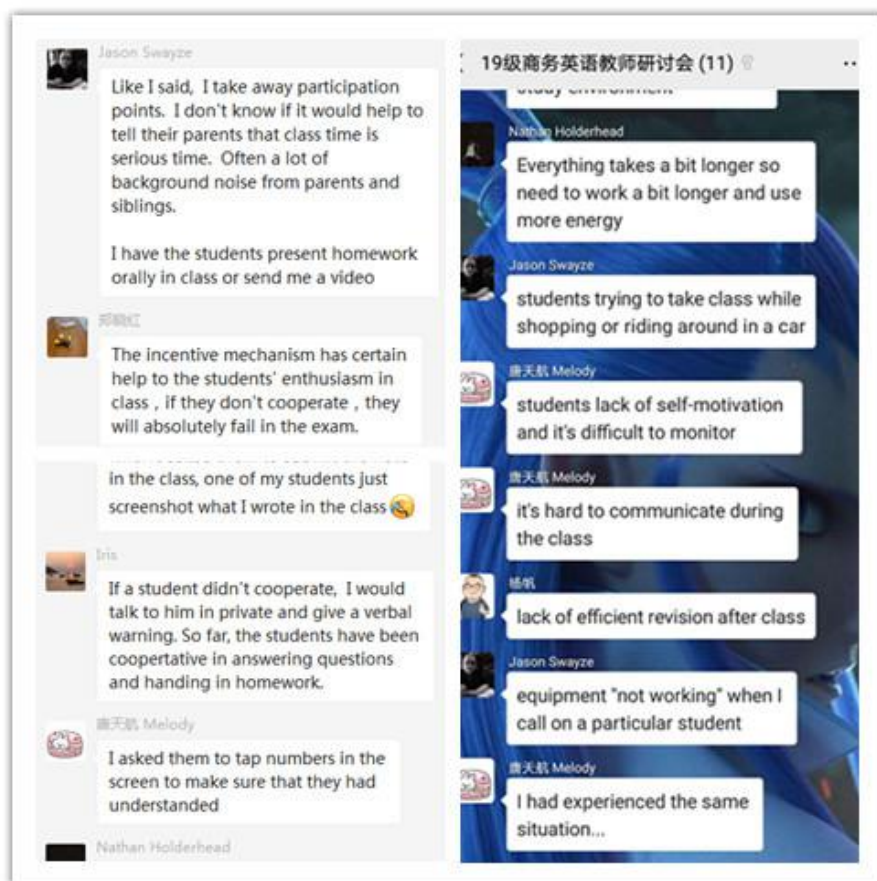 Jason Swayze
Like I said, I take away participation
points. I don't know if it would help to
tell their parents that class time is
serious time. Often a lot of
background noise from parents and
siblings.
I have the students present homework
orally in class or send me a video
郑晓红
The incentive mechanism has certain
help to the students' enthusiasm in
class , if they don't cooperate , they
will absolutely fail in the exam.
in the class, one of my students just
screenshot what I wrote in the class
Iris
If a student didn't cooperate, I would
talk to him in private and give a verbal
warning. So far, the students have been
coopertative in answering questions
and handing in homework.
唐天航 Melody
I asked them to tap numbers in the
screen to make sure that they had
understanded
Nathan Holderhead
19级商务英语教师研讨会 (11)
study environment
Nathan Holderhead
Everything takes a bit longer so
need to work a bit longer and use
more energy
Jason Swayze
students trying to take class while
shopping or riding around in a car
唐天航 Melody
students lack of self-motivation
and it's difficult to monitor
唐天航 Melody
it's hard to communicate during
the class
杨帆
lack of efficient revision after class
Jason Swayze
equipment "not working" when I
call on a particular student
唐天航 Melody
I had experienced the same
situation...